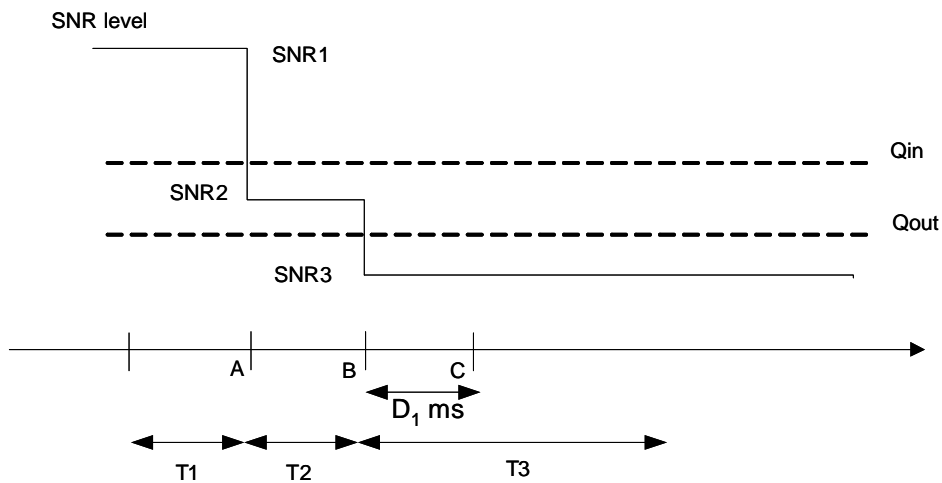 SNR level
SNR1
Qin
SNR2
Qout
SNR3
A
B
C
D₁ ms
T1
T2
T3